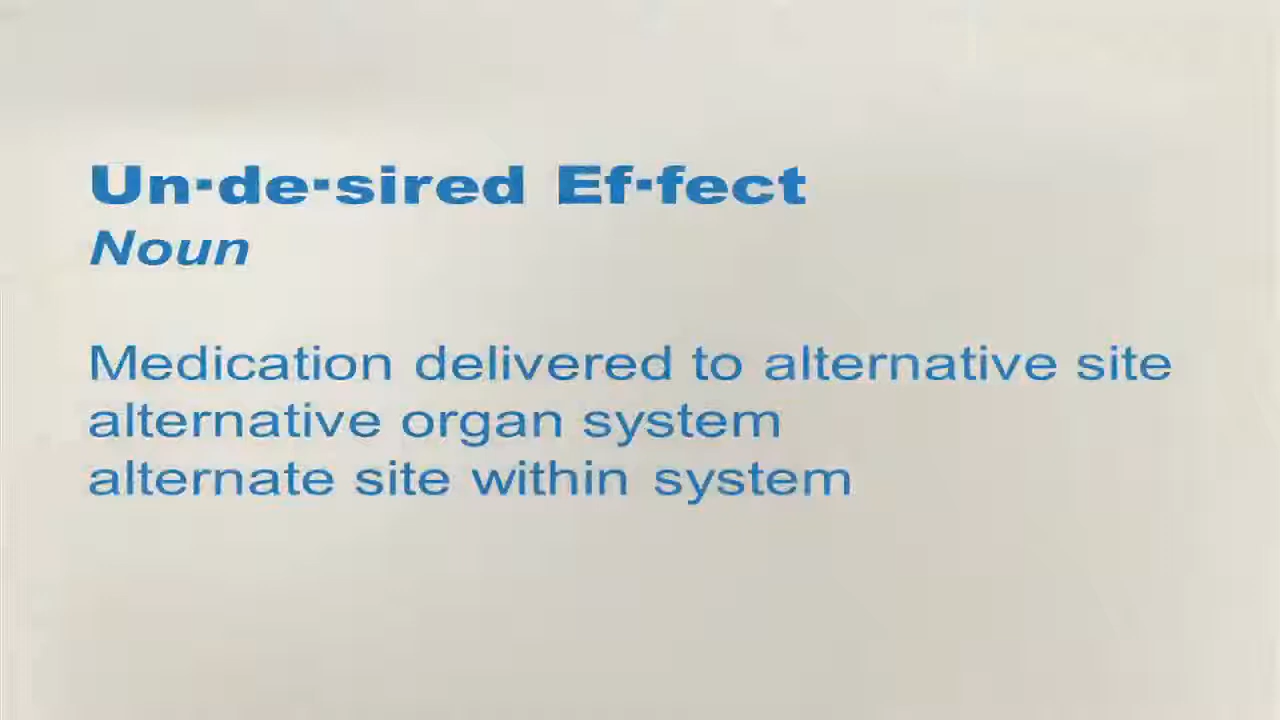 Un·de·sired Ef·fect
Noun
Medication delivered to alternative site
alternative organ system
alternate site within system